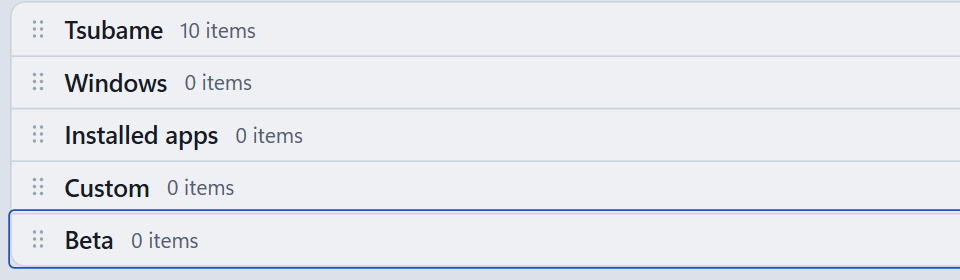 Tsubame 10 items
Windows 0 items
Installed apps 0 items
Custom 0 items
Beta 0 items